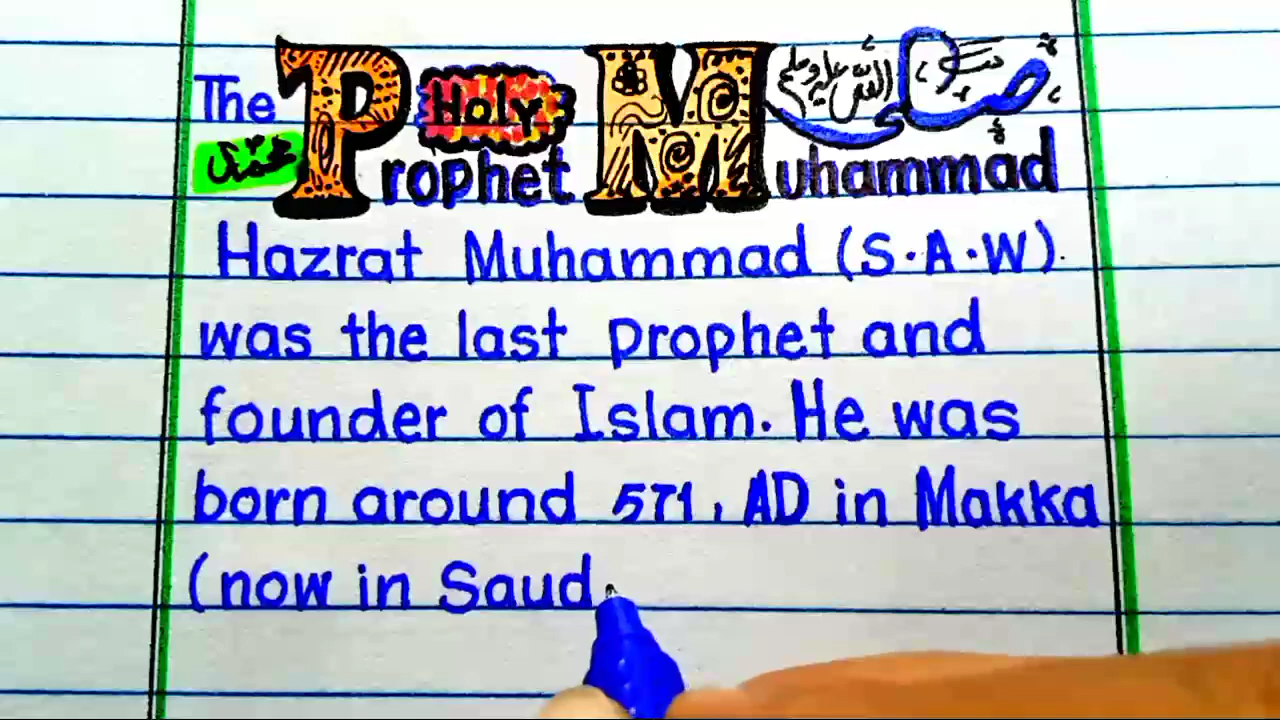 The Holy صلى الله عليه وسلم
Prophet Muhammad
Hazrat Muhammad (S.A.W).
was the last prophet and
founder of Islam. He was
born around 571, AD in Makka
(now in Saud